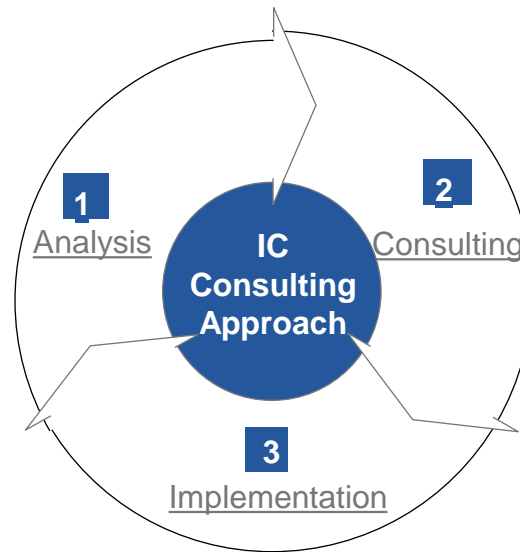 1
Analysis
2
Consulting
IC
Consulting
Approach
3
Implementation